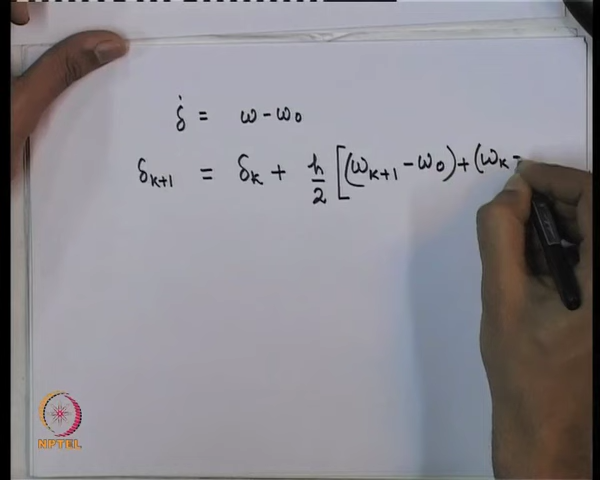 δ̇ = ω - ω₀
δₖ₊₁ = δₖ + h/2 [(ωₖ₊₁ - ω₀) + (ωₖ -
NPTEL